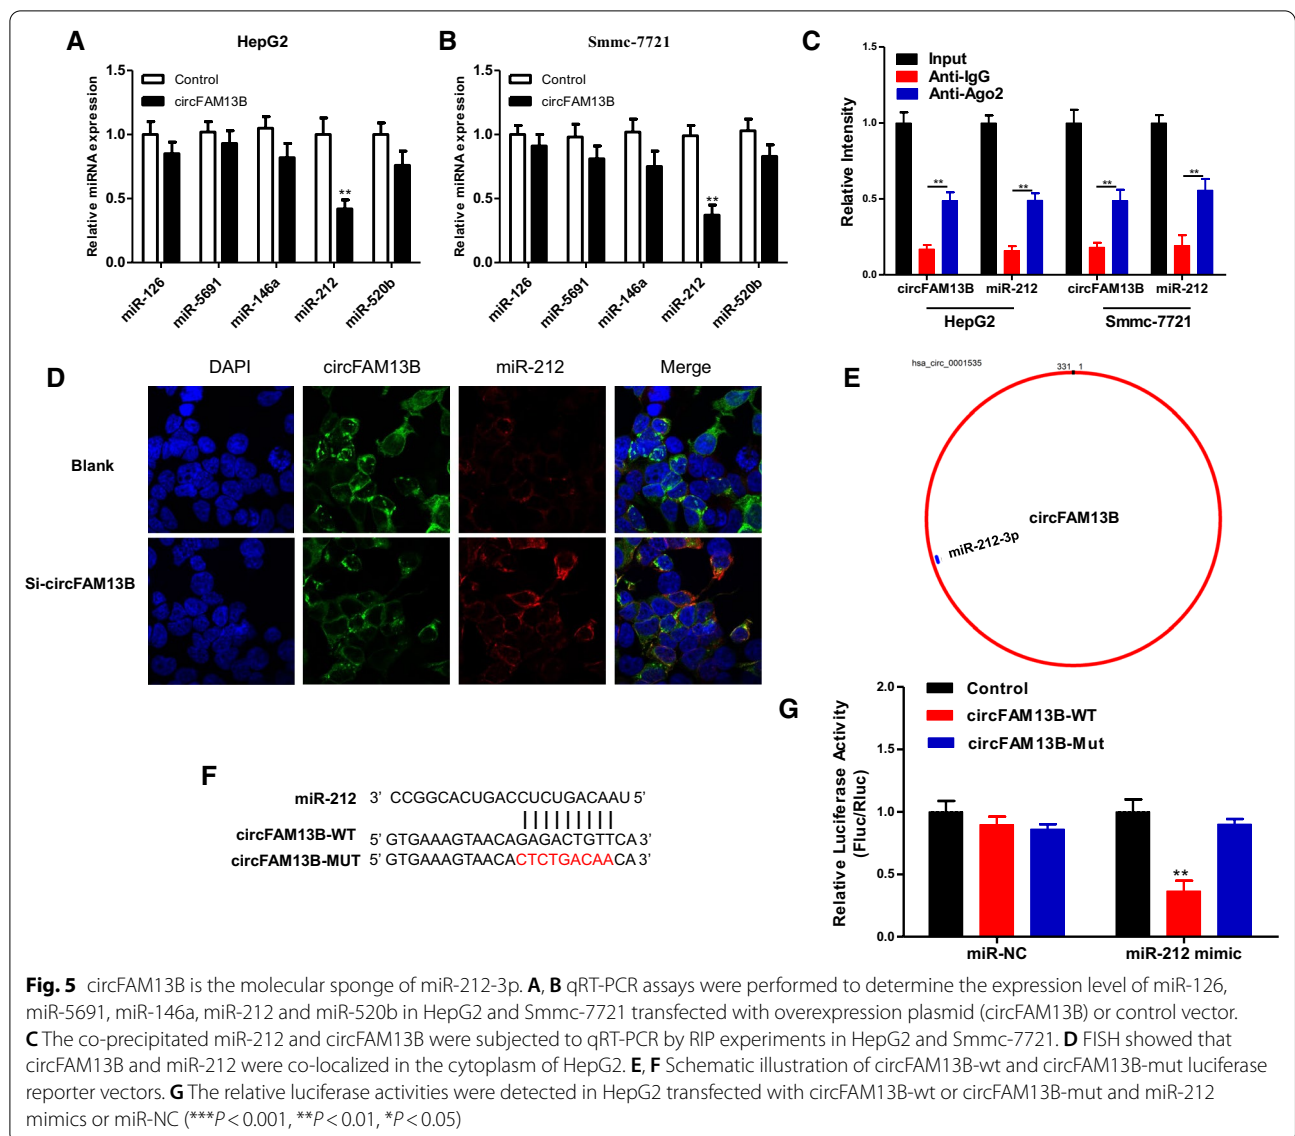 A
HepG2
Relative miRNA expression
1.5
1.0
0.5
0.0
Control
circFAM13B
**
miR-126
miR-5691
miR-146a
miR-212
miR-520b
B
Smmc-7721
Relative miRNA expression
1.5
1.0
0.5
0.0
Control
circFAM13B
**
miR-126
miR-5691
miR-146a
miR-212
miR-520b
C
Relative Intensity
1.5
1.0
0.5
0.0
Input
Anti-IgG
Anti-Ago2
**
**
**
**
circFAM13B
miR-212
circFAM13B
miR-212
HepG2
Smmc-7721
D
DAPI
circFAM13B
miR-212
Merge
Blank
Si-circFAM13B
E
hsa_circ_0001535
331 1
circFAM13B
miR-212-3p
F
miR-212 3’ CCGGCACUGACCUCUGACAAU 5’
circFAM13B-WT 5’ GTGAAAGTAACAGAGACTGTTCA 3’
circFAM13B-MUT 5’ GTGAAAGTAACACTCTGACAACA 3’
G
Relative Luciferase Activity
(Fluc/Rluc)
2.0
1.5
1.0
0.5
0.0
Control
circFAM13B-WT
circFAM13B-Mut
**
miR-NC
miR-212 mimic
Fig. 5 circFAM13B is the molecular sponge of miR-212-3p. A, B qRT-PCR assays were performed to determine the expression level of miR-126,
miR-5691, miR-146a, miR-212 and miR-520b in HepG2 and Smmc-7721 transfected with overexpression plasmid (circFAM13B) or control vector.
C The co-precipitated miR-212 and circFAM13B were subjected to qRT-PCR by RIP experiments in HepG2 and Smmc-7721. D FISH showed that
circFAM13B and miR-212 were co-localized in the cytoplasm of HepG2. E, F Schematic illustration of circFAM13B-wt and circFAM13B-mut luciferase
reporter vectors. G The relative luciferase activities were detected in HepG2 transfected with circFAM13B-wt or circFAM13B-mut and miR-212
mimics or miR-NC (***P < 0.001, **P < 0.01, *P < 0.05)